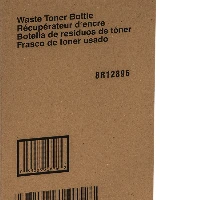 Waste Toner Bottle
Récupérateur d'encre
Botella de residuos de tóner
Frasco de toner usado
8R12896